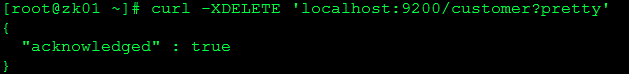 [root@zk01 ~]# curl -XDELETE 'localhost:9200/customer?pretty'
{
  "acknowledged" : true
}